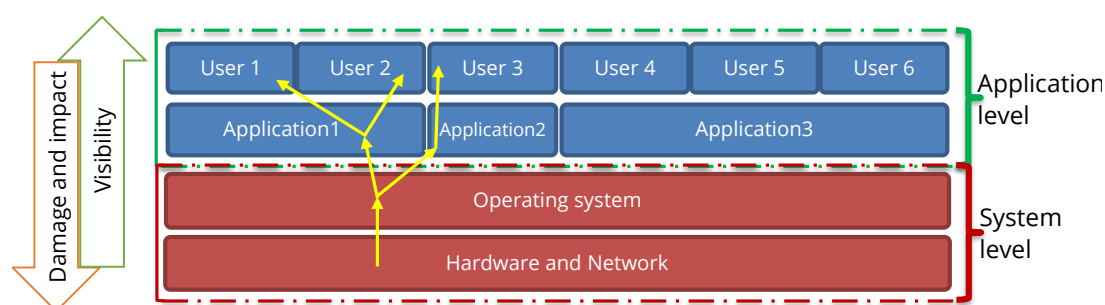 Damage and impact
Visibility
User 1
User 2
User 3
User 4
User 5
User 6
Application1
Application2
Application3
Operating system
Hardware and Network
Application
level
System
level